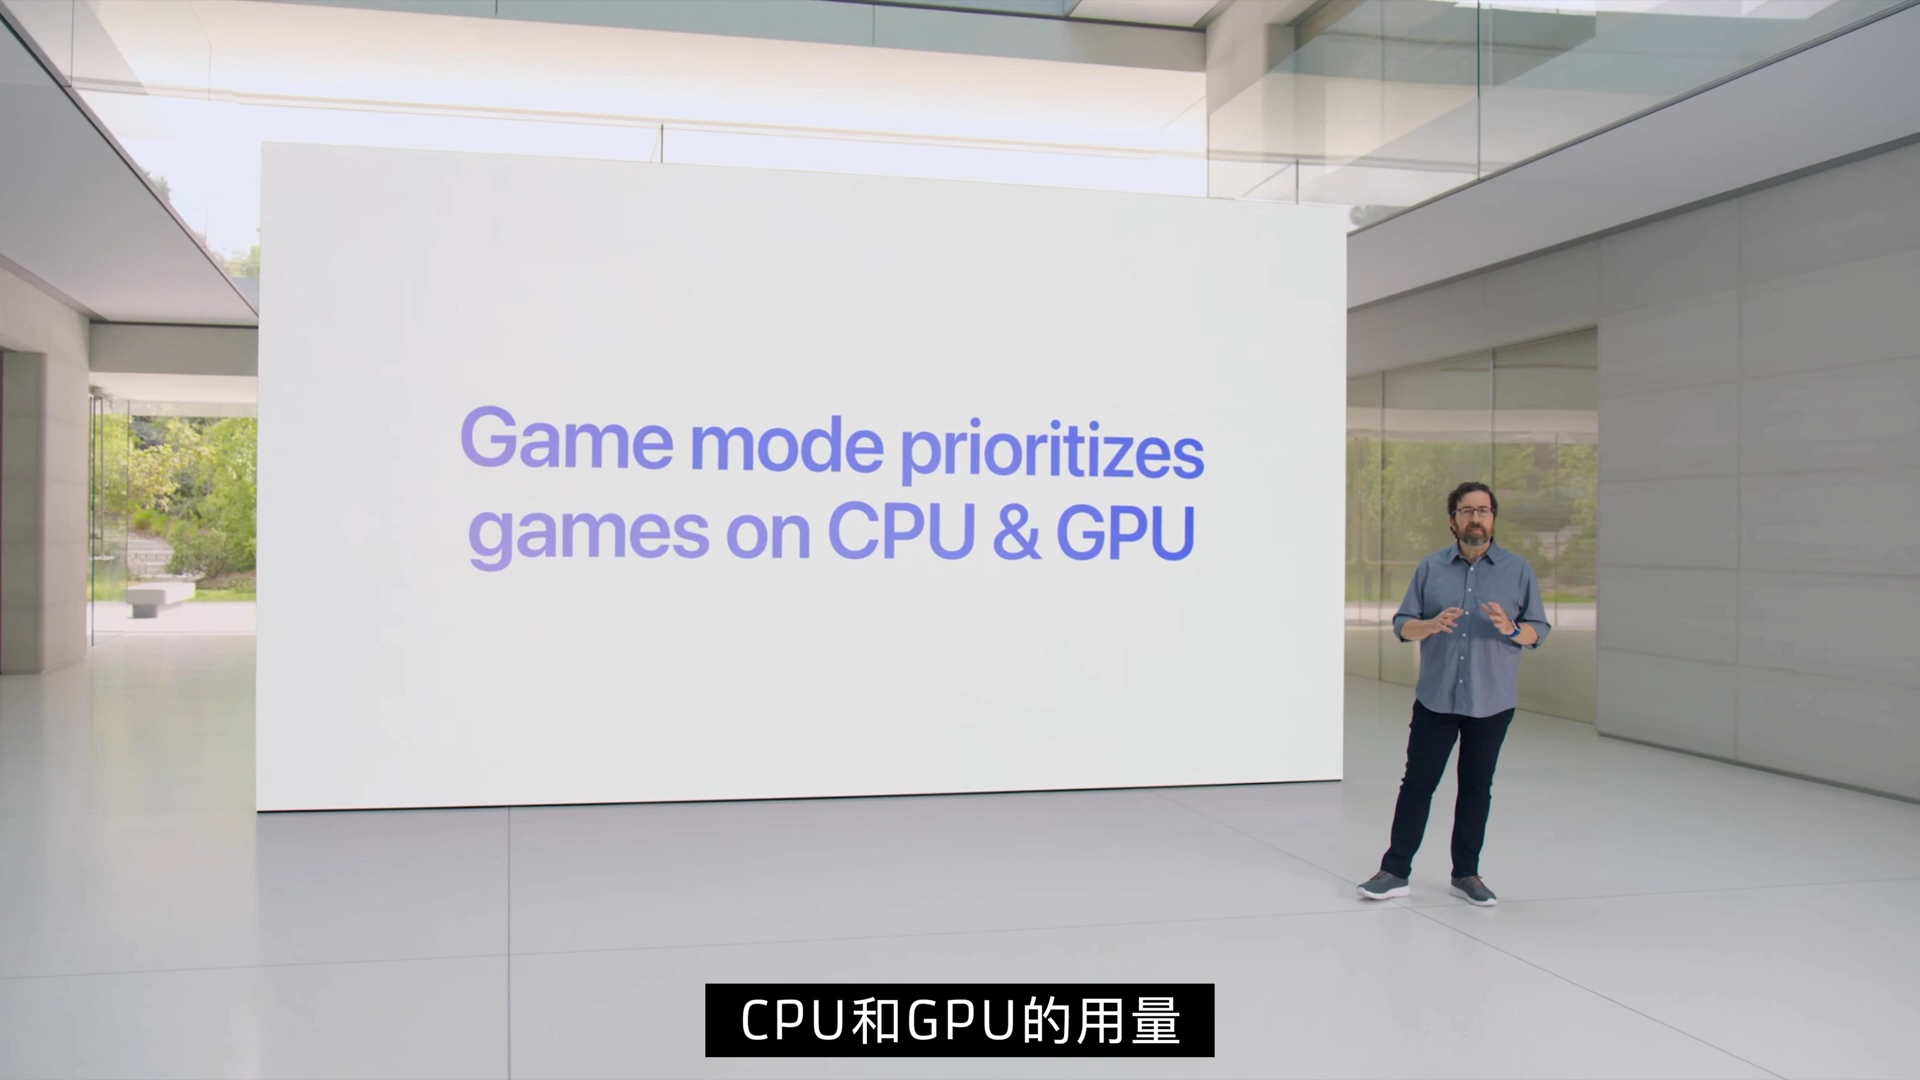 Game mode prioritizes
games on CPU & GPU
CPU和GPU的用量